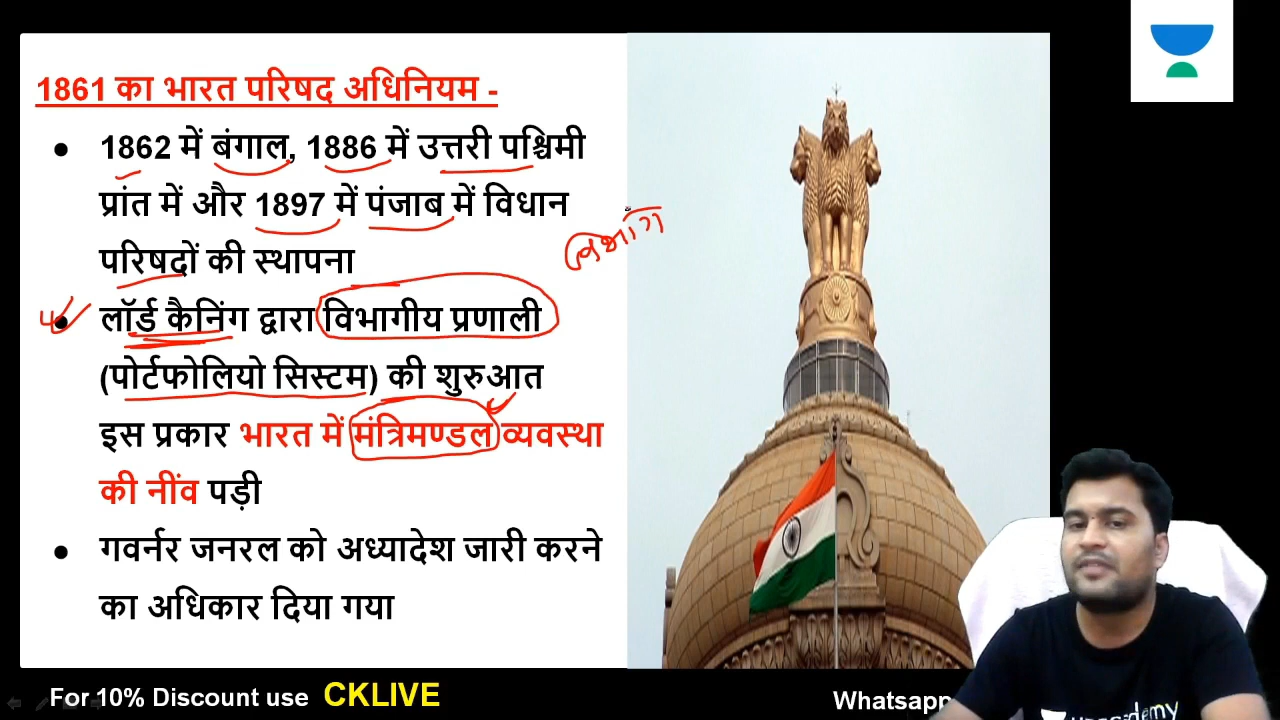 1861 का भारत परिषद अधिनियम -
• 1862 में बंगाल, 1886 में उत्तरी पश्चिमी
प्रांत में और 1897 में पंजाब में विधान
परिषदों की स्थापना
विभाग
• लॉर्ड कैनिंग द्वारा विभागीय प्रणाली
(पोर्टफोलियो सिस्टम) की शुरुआत
इस प्रकार भारत में मंत्रिमण्डल व्यवस्था
की नींव पड़ी
• गवर्नर जनरल को अध्यादेश जारी करने
का अधिकार दिया गया
For 10% Discount use CKLIVE
Whatsapp